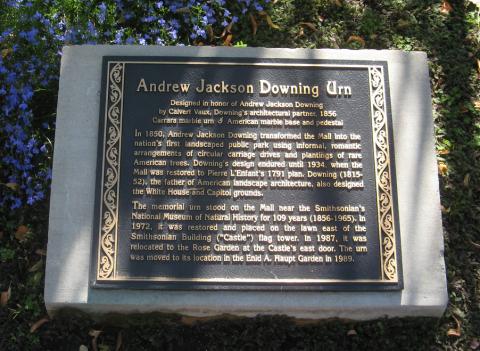 Andrew Jackson Downing Urn
Designed in honor of Andrew Jackson Downing
by Calvert Vaux, Downing's architectural partner, 1856
Carrara marble urn & American marble base and pedestal
In 1850, Andrew Jackson Downing transformed the Mall into the
nation's first landscaped public park using informal, romantic
arrangements of circular carriage drives and plantings of rare
American trees. Downing's design endured until 1934, when the
Mall was restored to Pierre L'Enfant's 1791 plan. Downing (1815-
52), the father of American landscape architecture, also designed
the White House and Capitol grounds.
The memorial urn stood on the Mall near the Smithsonian's
National Museum of Natural History for 109 years (1856-1965). In
1972, it was restored and placed on the lawn east of the
Smithsonian Building ("Castle") flag tower. In 1987, it was
relocated to the Rose Garden at the Castle's east door. The urn
was moved to its location in the Enid A. Haupt Garden in 1989.